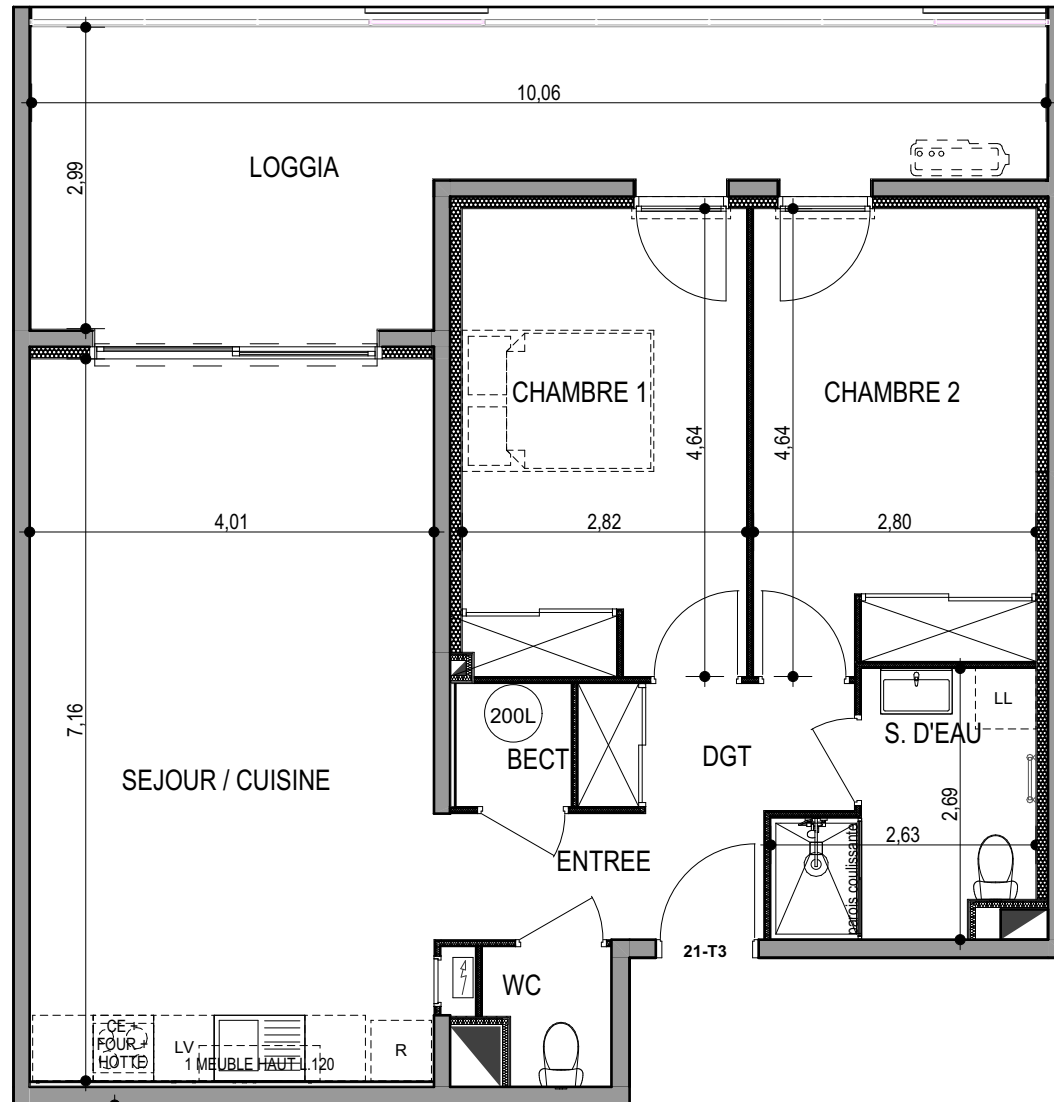 10,06
LOGGIA
2,99
CHAMBRE 1
CHAMBRE 2
4,64
4,64
4,01
2,82
2,80
7,16
200L
BECT
DGT
LL
S. D'EAU
SEJOUR / CUISINE
2,69
2,63
parois coulissante
ENTREE
21-T3
WC
CE +
FOUR +
HOTTE
LV
R
1 MEUBLE HAUT L.120